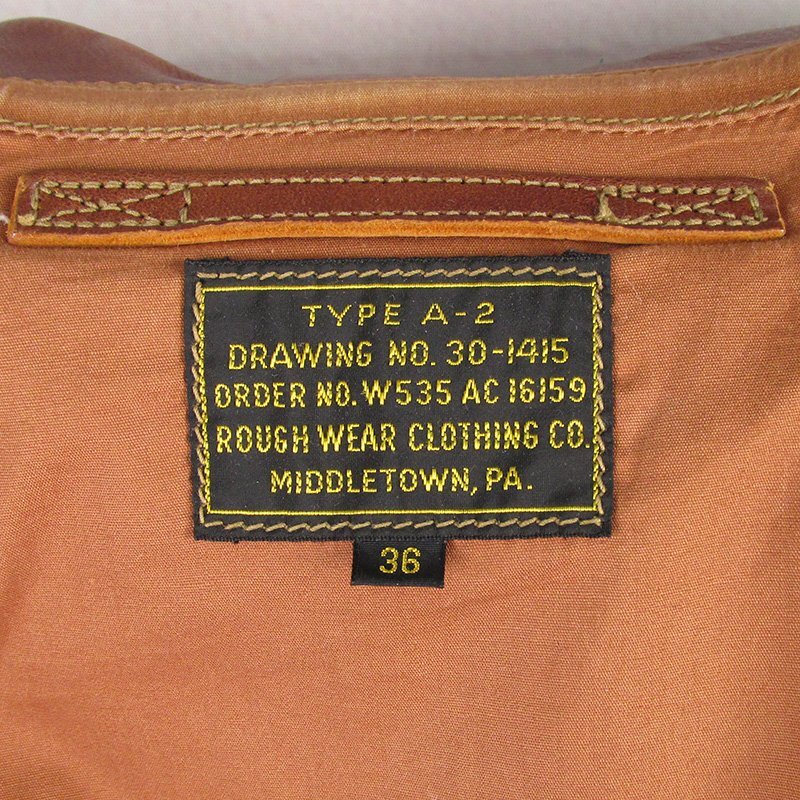 TYPE A-2
DRAWING NO. 30-1415
ORDER NO. W535 AC 16159
ROUGH WEAR CLOTHING CO.
MIDDLETOWN, PA.
36